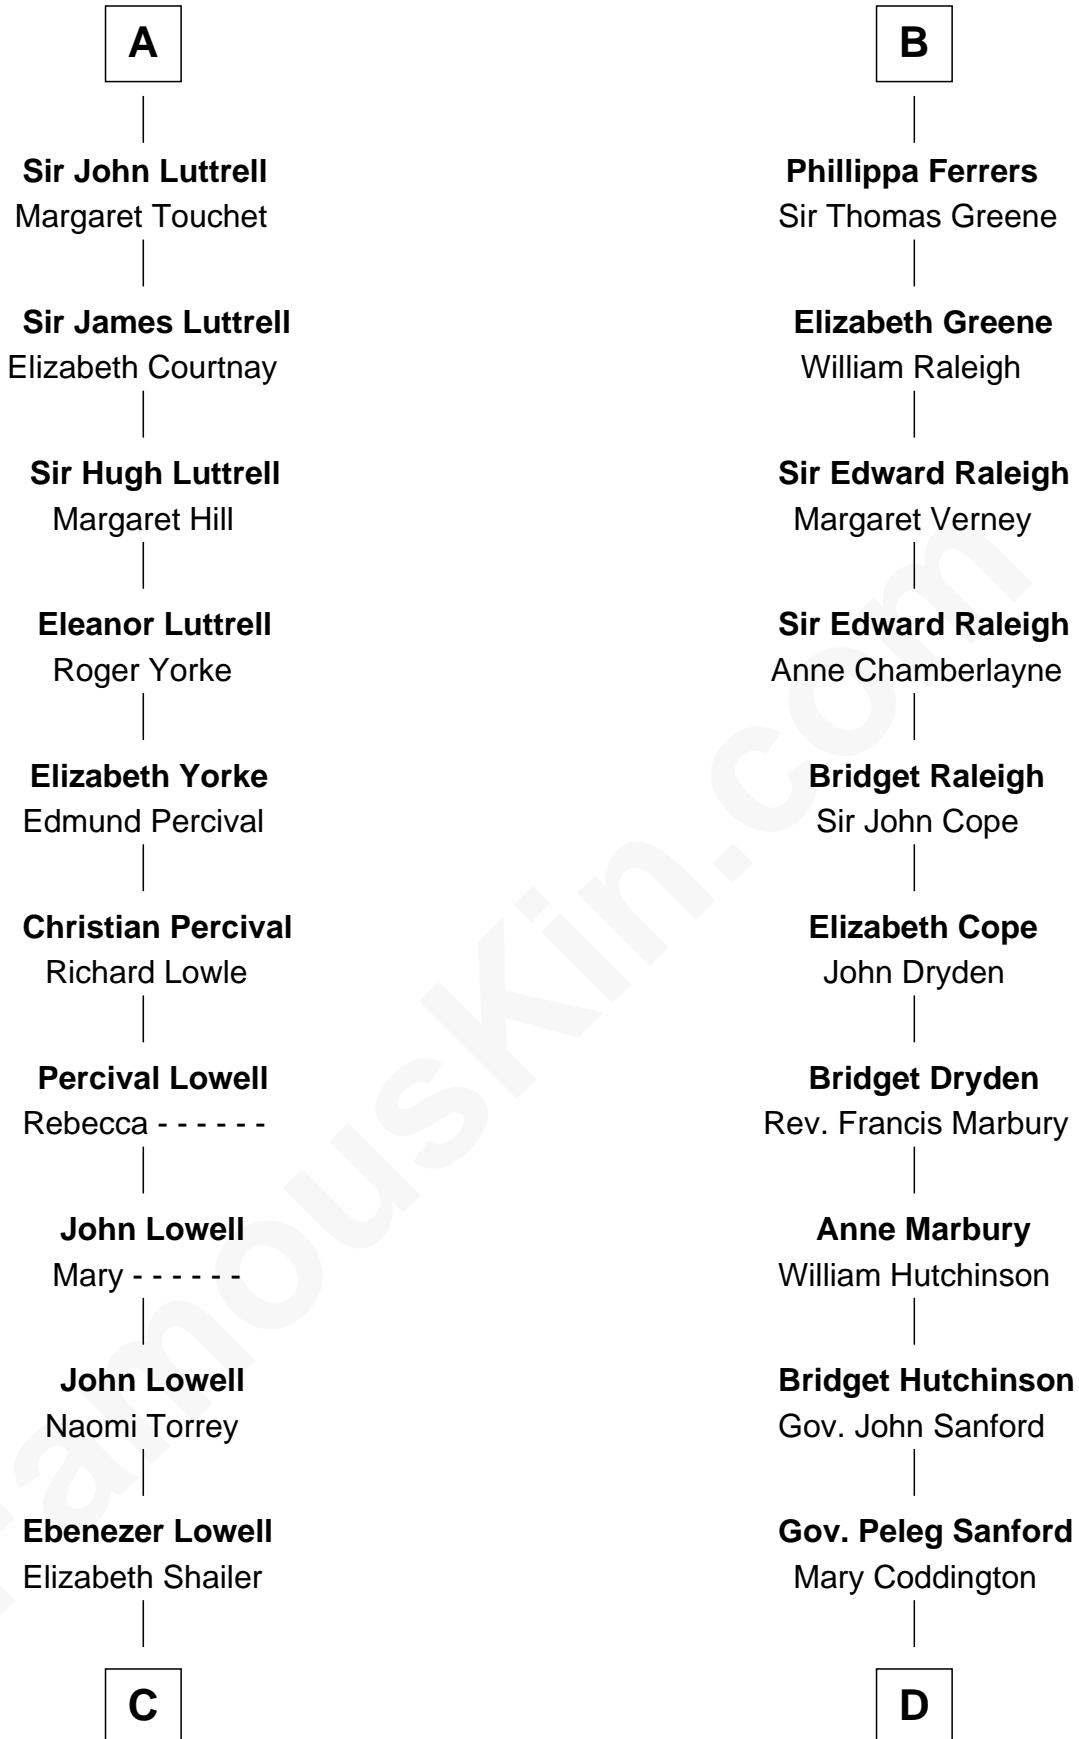 A
Sir John Luttrell
Margaret Touchet
Sir James Luttrell
Elizabeth Courtnay
Sir Hugh Luttrell
Margaret Hill
Eleanor Luttrell
Roger Yorke
Elizabeth Yorke
Edmund Percival
Christian Percival
Richard Lowle
Percival Lowell
Rebecca - - - - - -
John Lowell
Mary - - - - - -
John Lowell
Naomi Torrey
Ebenezer Lowell
Elizabeth Shailer
C
B
Phillippa Ferrers
Sir Thomas Greene
Elizabeth Greene
William Raleigh
Sir Edward Raleigh
Margaret Verney
Sir Edward Raleigh
Anne Chamberlayne
Bridget Raleigh
Sir John Cope
Elizabeth Cope
John Dryden
Bridget Dryden
Rev. Francis Marbury
Anne Marbury
William Hutchinson
Bridget Hutchinson
Gov. John Sanford
Gov. Peleg Sanford
Mary Coddington
D
FamousKin.com